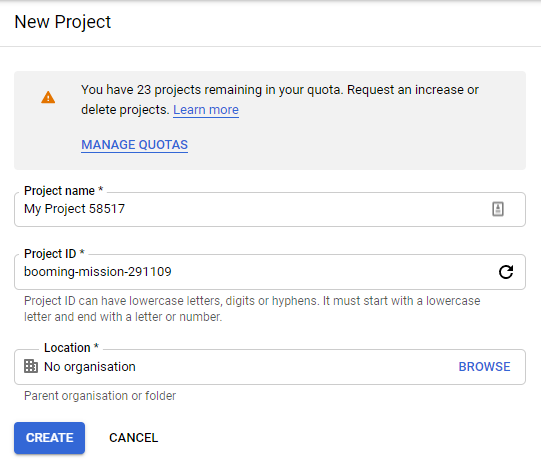 New Project
You have 23 projects remaining in your quota. Request an increase or
delete projects. Learn more
MANAGE QUOTAS
Project name *
My Project 58517
Project ID *
booming-mission-291109
Project ID can have lowercase letters, digits or hyphens. It must start with a lowercase
letter and end with a letter or number.
Location *
No organisation
BROWSE
Parent organisation or folder
CREATE
CANCEL